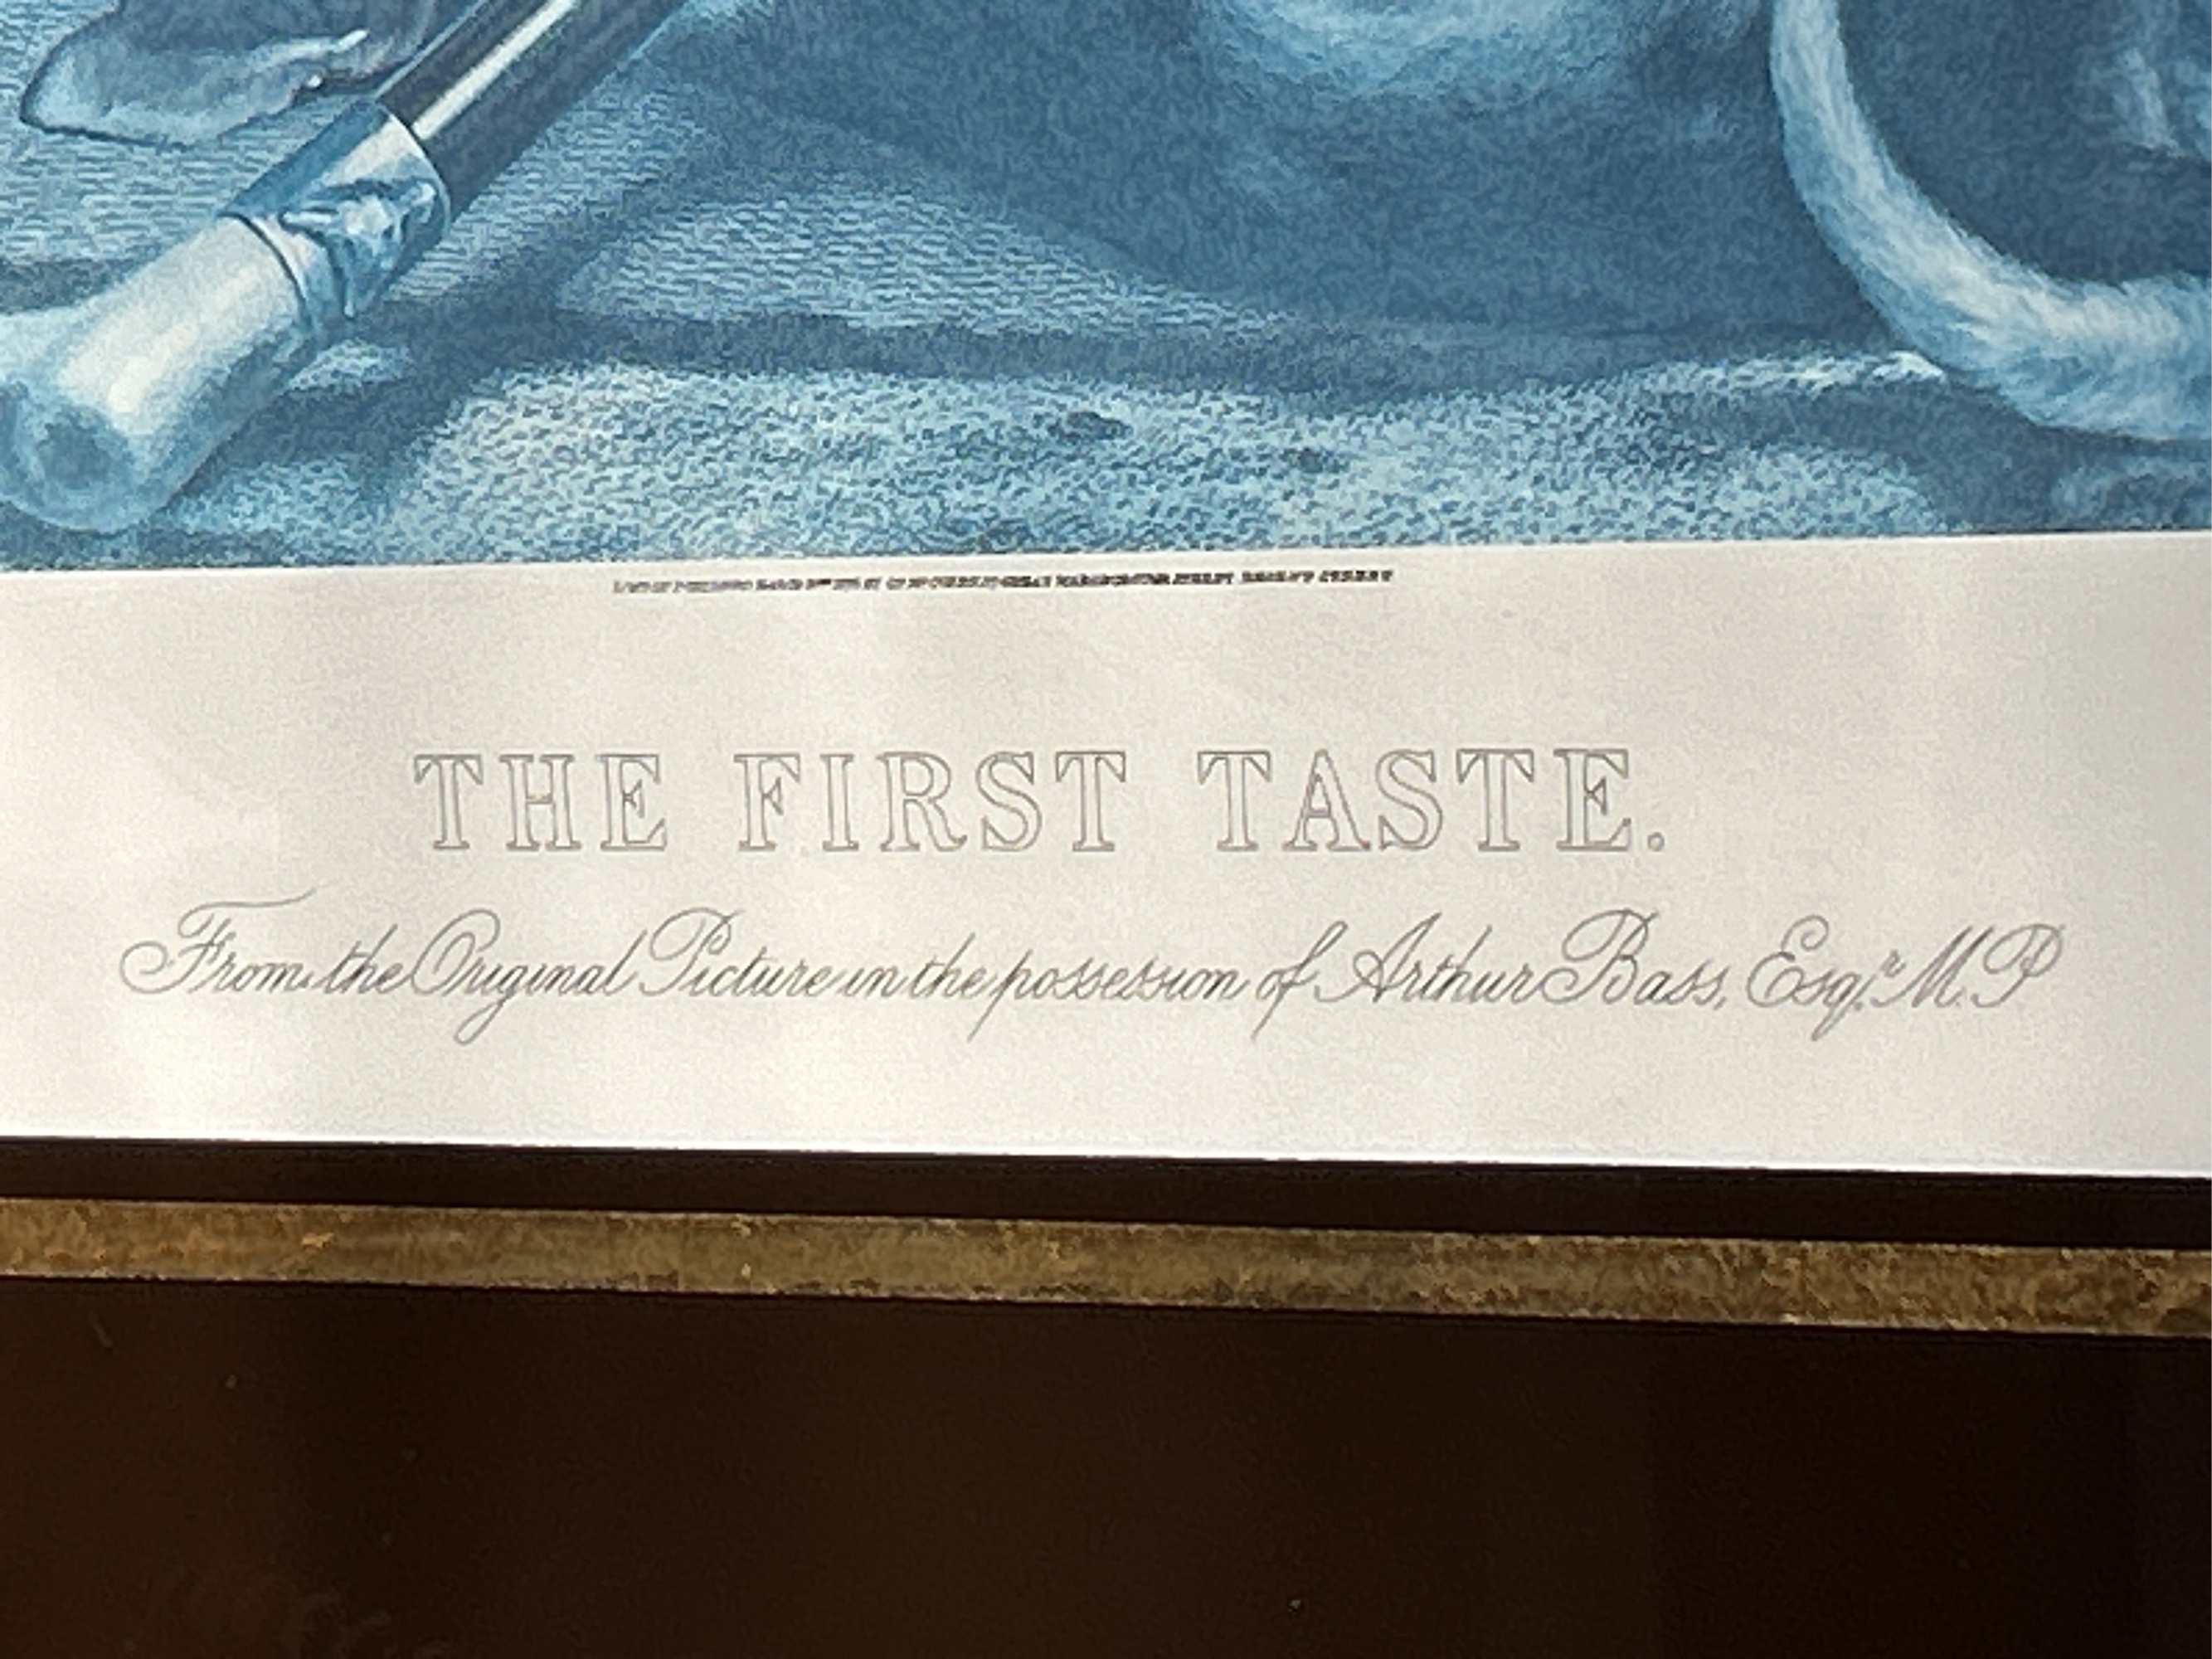 THE FIRST TASTE.
From the Original Picture in the possession of Arthur Bass, Esqr. M.P